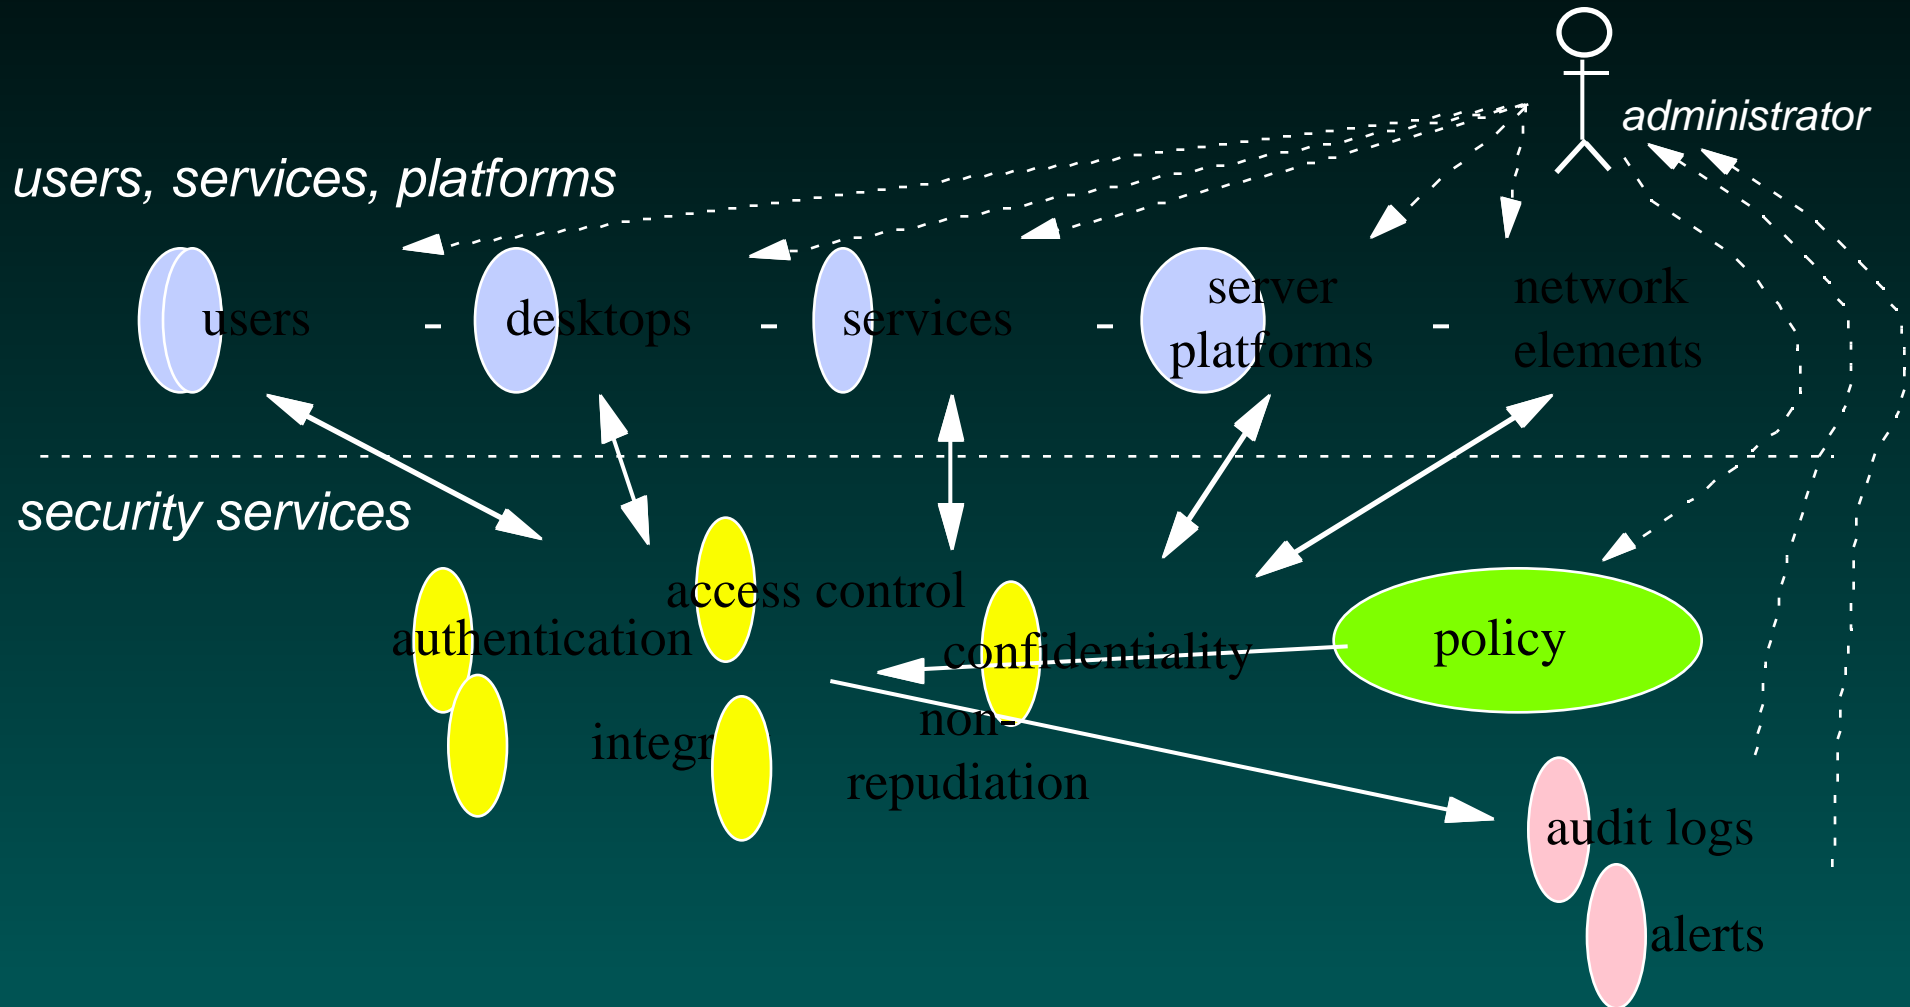 administrator
users, services, platforms
users - desktops - services - server platforms - network elements
security services
access control
authentication
confidentiality
policy
integr
non-
repudiation
audit logs
alerts